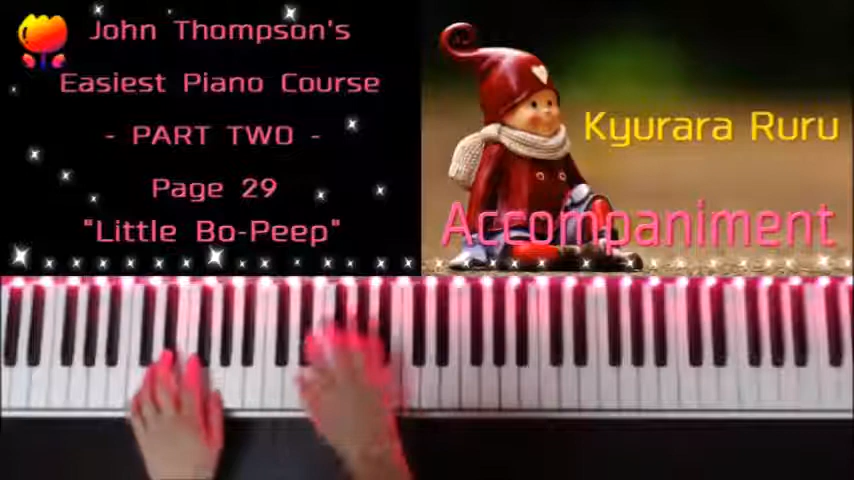 John Thompson's
Easiest Piano Course
- PART TWO -
Page 29
"Little Bo-Peep"
Kyurara Ruru
Accompaniment